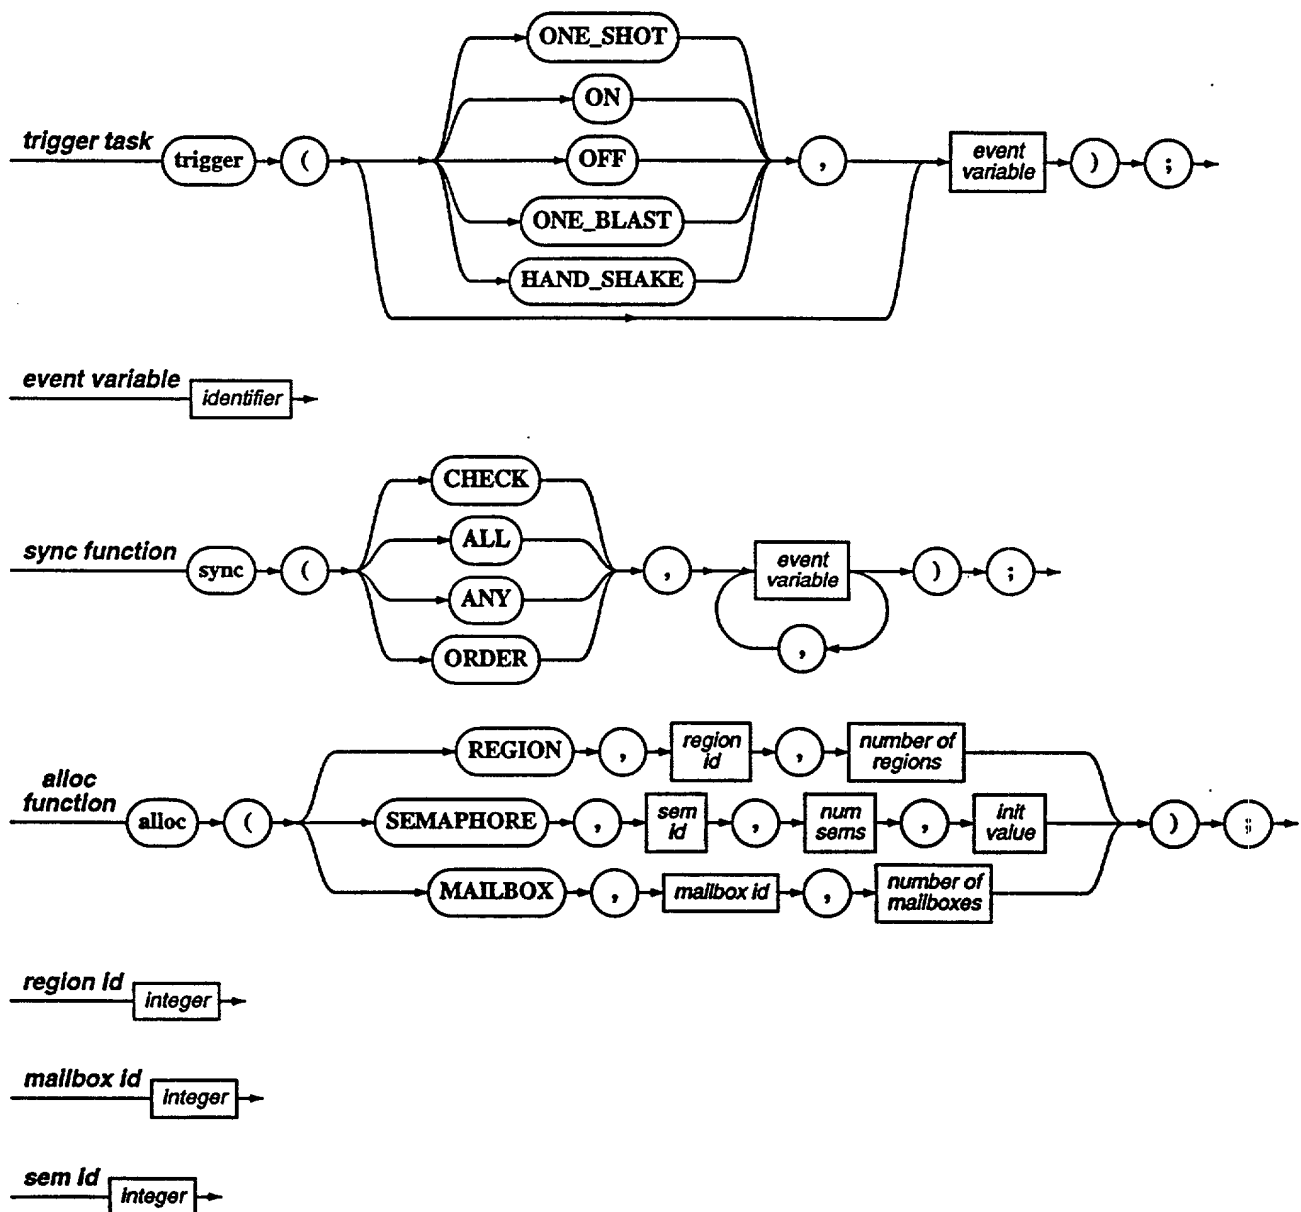 ONE_SHOT
ON
trigger task trigger ( OFF , event variable ) ;
ONE_BLAST
HAND_SHAKE
event variable identifier
CHECK
ALL
sync function sync ( , event variable ) ;
ANY
,
ORDER
REGION , region id , number of regions
alloc function alloc ( SEMAPHORE , sem id , num sems , init value ) ;
MAILBOX , mailbox id , number of mailboxes
region id integer
mailbox id integer
sem id integer